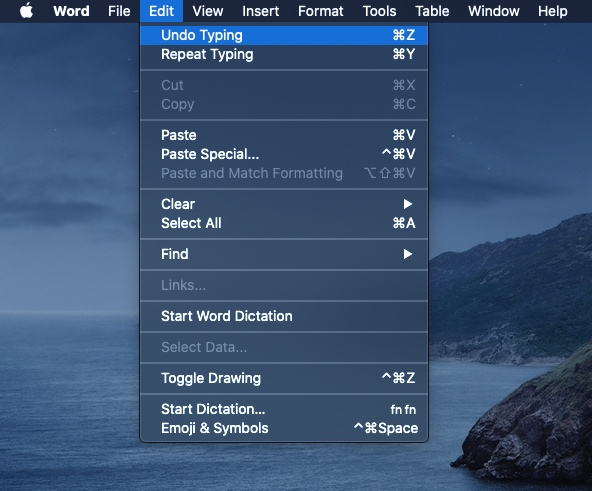 Word File Edit View Insert Format Tools Table Window Help
Undo Typing ⌘Z
Repeat Typing ⌘Y
Cut ⌘X
Copy ⌘C
Paste ⌘V
Paste Special... ^⌘V
Paste and Match Formatting ⌥⇧⌘V
Clear ▶
Select All ⌘A
Find ▶
Links...
Start Word Dictation
Select Data...
Toggle Drawing ^⌘Z
Start Dictation... fn fn
Emoji & Symbols ^⌘Space